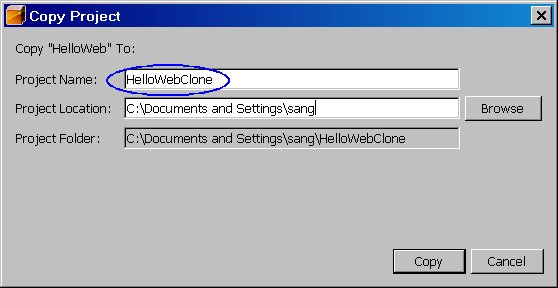 Copy Project
Copy "HelloWeb" To:
Project Name: HelloWebClone
Project Location: C:\Documents and Settings\sang Browse
Project Folder: C:\Documents and Settings\sang\HelloWebClone
Copy Cancel